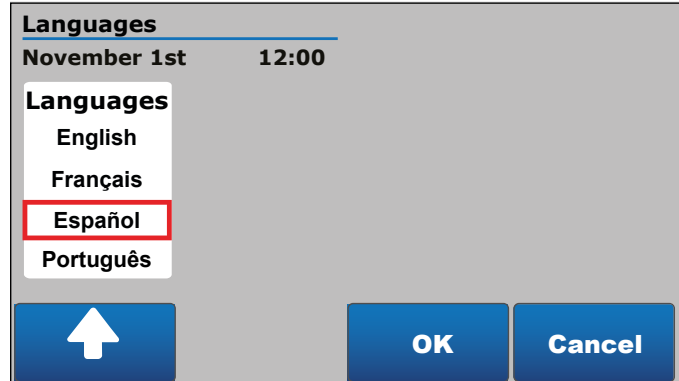 Languages
November 1st 12:00
Languages
English
Français
Español
Português
OK Cancel